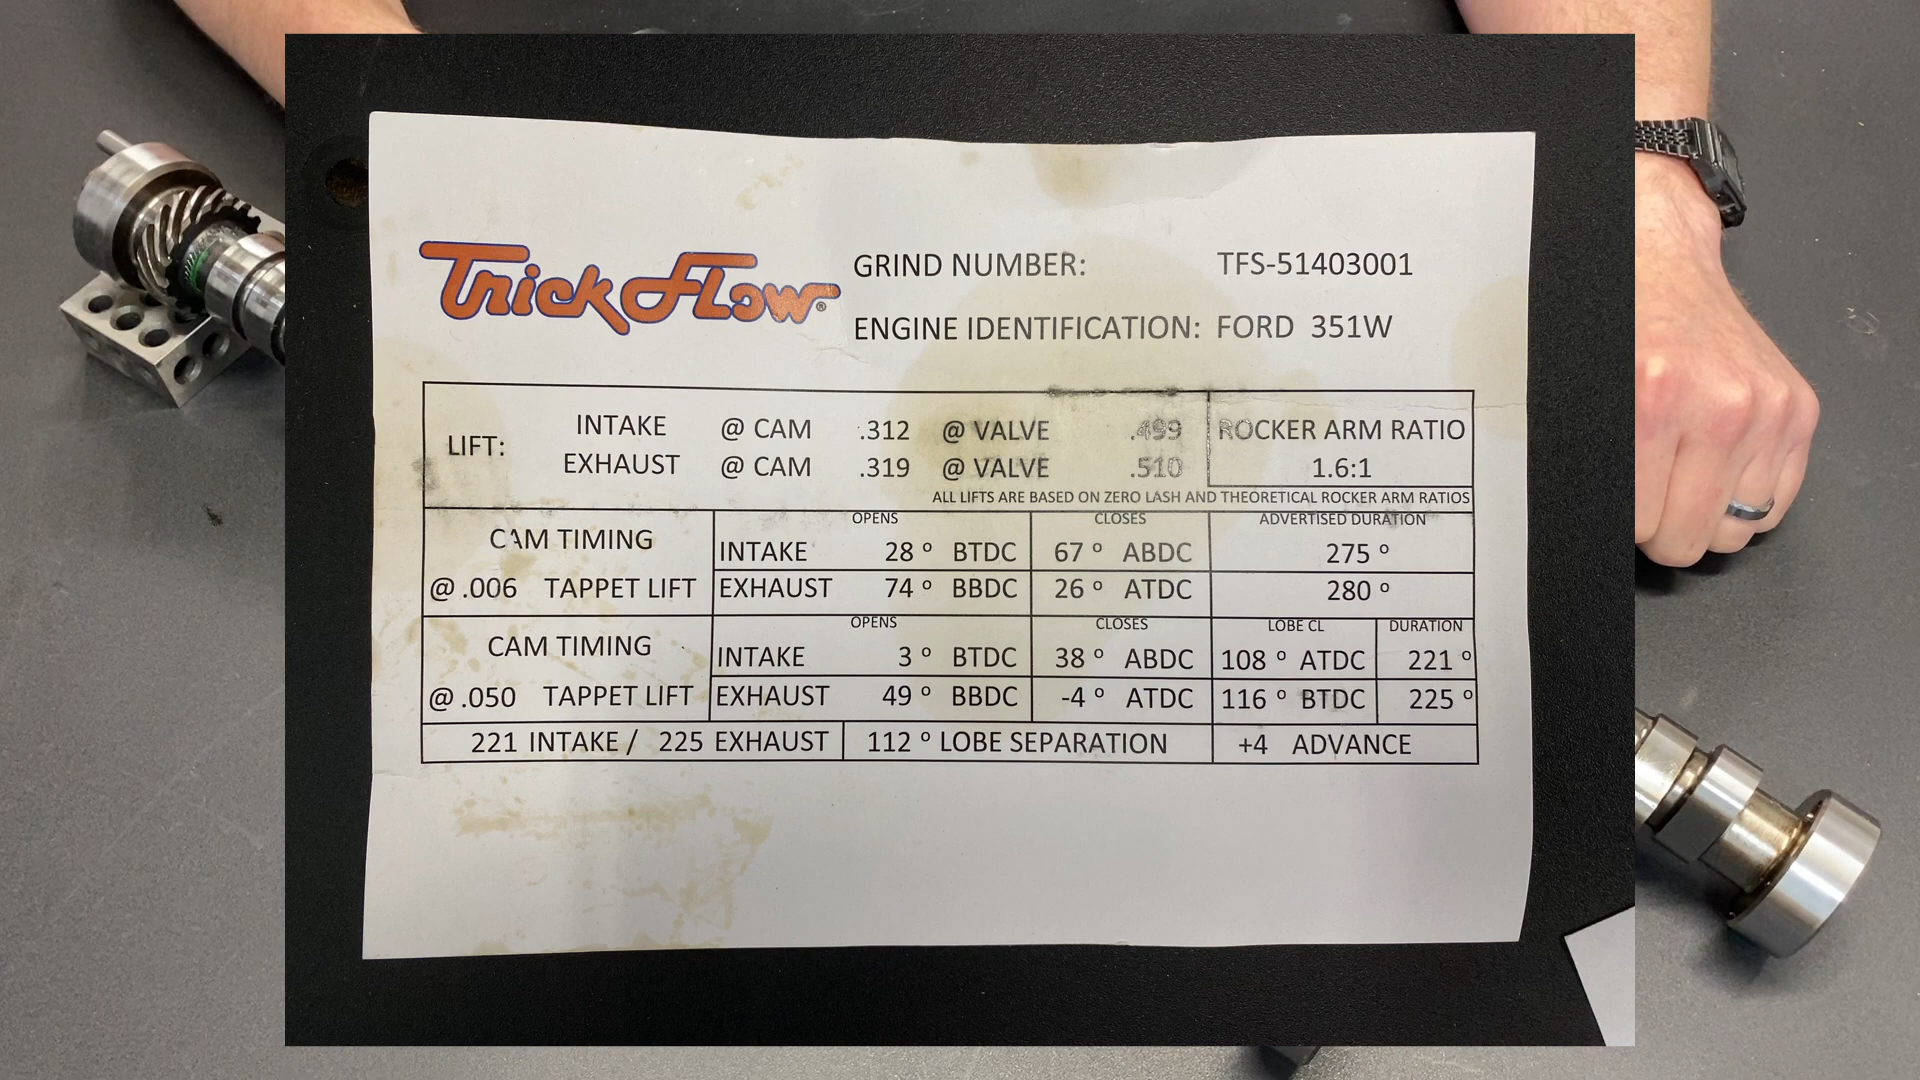 Trick Flow®
GRIND NUMBER: TFS-51403001
ENGINE IDENTIFICATION: FORD 351W
LIFT:
INTAKE @ CAM .312 @ VALVE .499
EXHAUST @ CAM .319 @ VALVE .510
ROCKER ARM RATIO
1.6:1
ALL LIFTS ARE BASED ON ZERO LASH AND THEORETICAL ROCKER ARM RATIOS
CAM TIMING
@ .006 TAPPET LIFT
OPENS CLOSES ADVERTISED DURATION
INTAKE 28 º BTDC 67 º ABDC 275 º
EXHAUST 74 º BBDC 26 º ATDC 280 º
CAM TIMING
@ .050 TAPPET LIFT
OPENS CLOSES LOBE CL DURATION
INTAKE 3 º BTDC 38 º ABDC 108 º ATDC 221 º
EXHAUST 49 º BBDC -4 º ATDC 116 º BTDC 225 º
221 INTAKE / 225 EXHAUST 112 º LOBE SEPARATION +4 ADVANCE